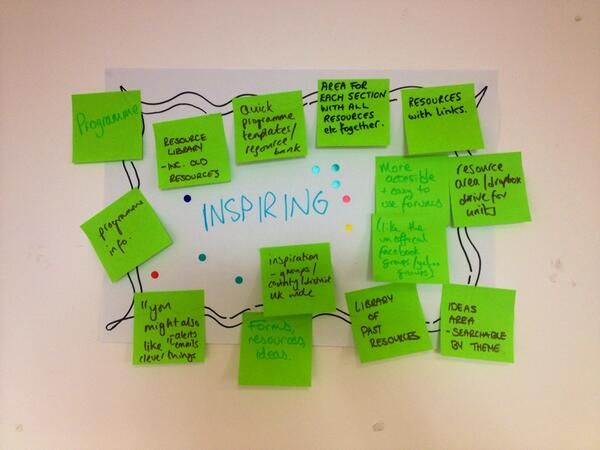 Programme
RESOURCE
LIBRARY
- INC. OLD
RESOURCES
Quick
programme
templates/
resource
bank
AREA FOR
EACH SECTION
WITH ALL
RESOURCES
etc together.
RESOURCES
with links.
More
accesible
+ easy to
use forums
(like the
unofficial
facebook
groups/
groups)
resource
area/dropbox
drive for
units
INSPIRING
programme
info.
inspiration
- groups/
county/district
UK wide
"you
might also
like" alerts
emails
clever things
Forms,
resources,
ideas.
LIBRARY
OF
PAST
RESOURCES
IDEAS
AREA
- SEARCHABLE
BY THEME.